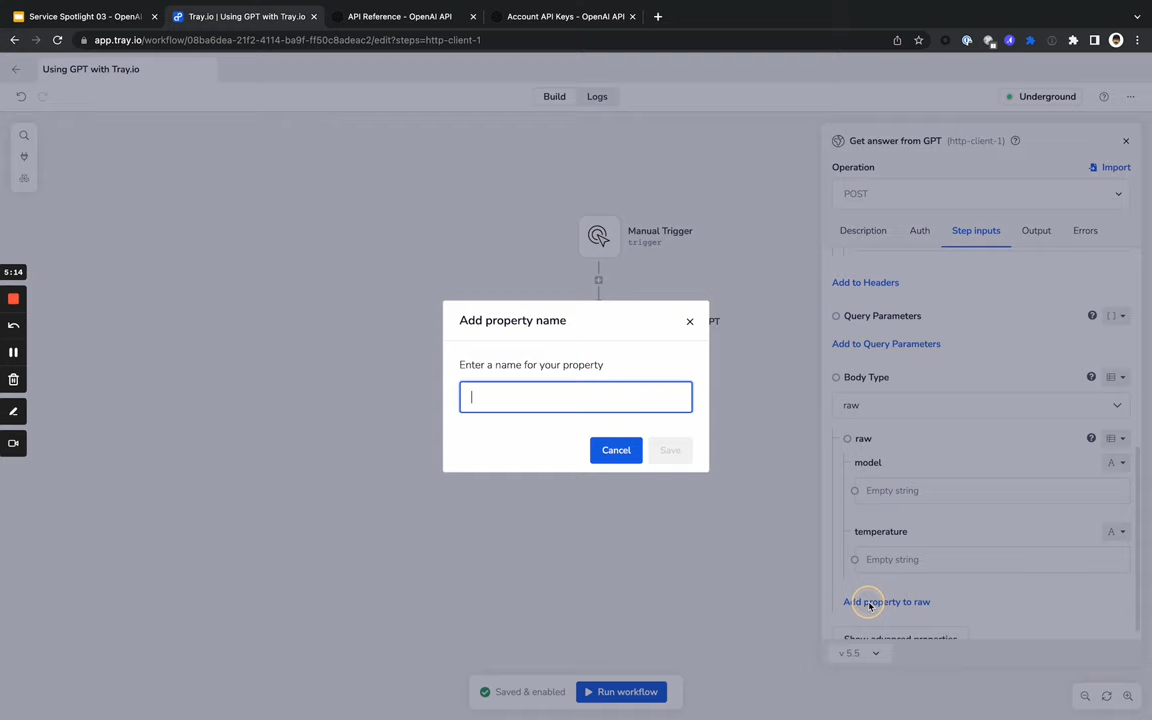 Service Spotlight 03 - OpenAI
Tray.io | Using GPT with Tray.io
API Reference - OpenAI API
Account API Keys - OpenAI API
app.tray.io/workflow/08ba6dea-21f2-4114-ba9f-ff50c8adeac2/edit?steps=http-client-1
Using GPT with Tray.io
Build
Logs
Underground
Get answer from GPT (http-client-1)
Operation
Import
POST
Description
Auth
Step inputs
Output
Errors
Manual Trigger
trigger
5:14
Add to Headers
Query Parameters
Add to Query Parameters
Body Type
raw
raw
model
A
Empty string
temperature
A
Empty string
Add property to raw
Show advanced properties
v 5.5
PT
Add property name
Enter a name for your property
Cancel
Save
Saved & enabled
Run workflow